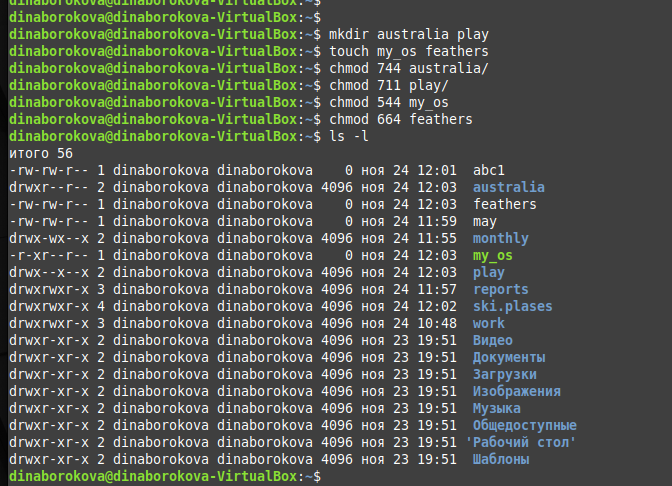 dinaborokova@dinaborokova-VirtualBox:~$
dinaborokova@dinaborokova-VirtualBox:~$
dinaborokova@dinaborokova-VirtualBox:~$ mkdir australia play
dinaborokova@dinaborokova-VirtualBox:~$ touch my_os feathers
dinaborokova@dinaborokova-VirtualBox:~$ chmod 744 australia/
dinaborokova@dinaborokova-VirtualBox:~$ chmod 711 play/
dinaborokova@dinaborokova-VirtualBox:~$ chmod 544 my_os
dinaborokova@dinaborokova-VirtualBox:~$ chmod 664 feathers
dinaborokova@dinaborokova-VirtualBox:~$ ls -l
итого 56
-rw-rw-r-- 1 dinaborokova dinaborokova    0 ноя 24 12:01  abc1
drwxr--r-- 2 dinaborokova dinaborokova 4096 ноя 24 12:03  australia
-rw-rw-r-- 1 dinaborokova dinaborokova    0 ноя 24 12:03  feathers
-rw-rw-r-- 1 dinaborokova dinaborokova    0 ноя 24 11:59  may
drwx-wx--x 2 dinaborokova dinaborokova 4096 ноя 24 11:55  monthly
-r-xr--r-- 1 dinaborokova dinaborokova    0 ноя 24 12:03  my_os
drwx--x--x 2 dinaborokova dinaborokova 4096 ноя 24 12:03  play
drwxrwxr-x 3 dinaborokova dinaborokova 4096 ноя 24 11:57  reports
drwxrwxr-x 4 dinaborokova dinaborokova 4096 ноя 24 12:02  ski.plases
drwxrwxr-x 3 dinaborokova dinaborokova 4096 ноя 24 10:48  work
drwxr-xr-x 2 dinaborokova dinaborokova 4096 ноя 23 19:51  Видео
drwxr-xr-x 2 dinaborokova dinaborokova 4096 ноя 23 19:51  Документы
drwxr-xr-x 2 dinaborokova dinaborokova 4096 ноя 23 19:51  Загрузки
drwxr-xr-x 2 dinaborokova dinaborokova 4096 ноя 23 19:51  Изображения
drwxr-xr-x 2 dinaborokova dinaborokova 4096 ноя 23 19:51  Музыка
drwxr-xr-x 2 dinaborokova dinaborokova 4096 ноя 23 19:51  Общедоступные
drwxr-xr-x 2 dinaborokova dinaborokova 4096 ноя 23 19:51 'Рабочий стол'
drwxr-xr-x 2 dinaborokova dinaborokova 4096 ноя 23 19:51  Шаблоны
dinaborokova@dinaborokova-VirtualBox:~$